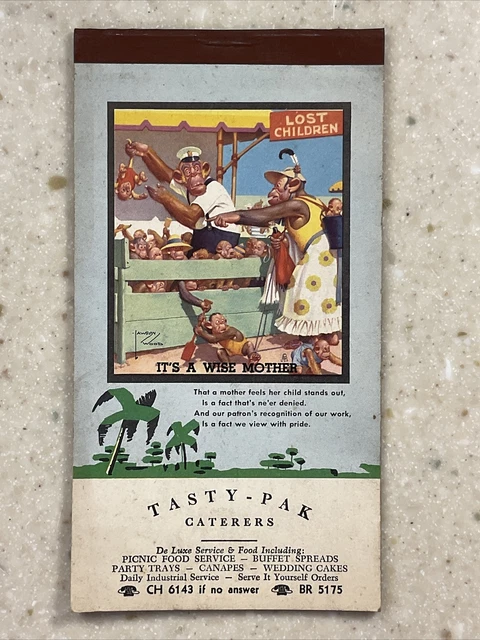 LOST
CHILDREN
LAWSON
WOOD
IT'S A WISE MOTHER
That a mother feels her child stands out,
Is a fact that's ne'er denied.
And our patron's recognition of our work,
Is a fact we view with pride.
TASTY-PAK
CATERERS
De Luxe Service & Food Including:
PICNIC FOOD SERVICE — BUFFET SPREADS
PARTY TRAYS — CANAPES — WEDDING CAKES
Daily Industrial Service — Serve It Yourself Orders
CH 6143 if no answer BR 5175